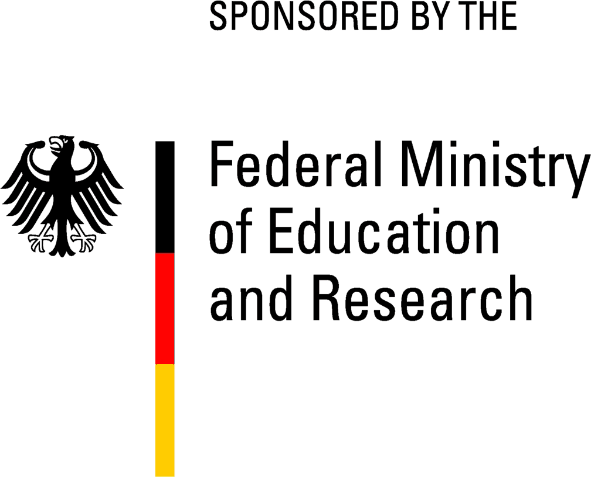 SPONSORED BY THE
Federal Ministry
of Education
and Research